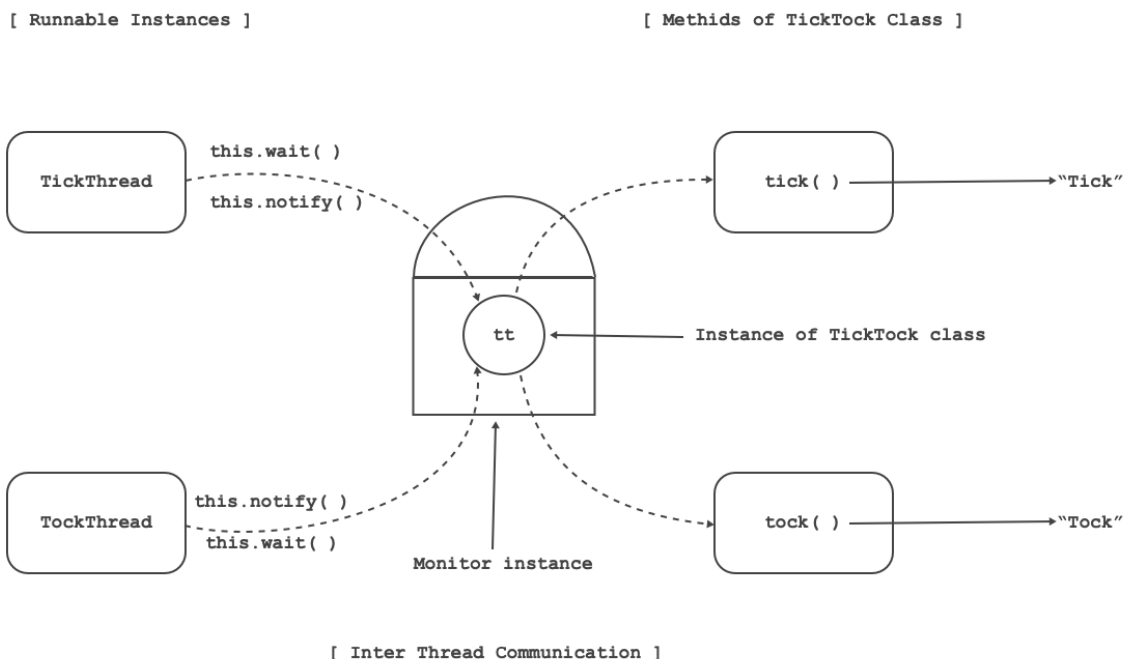 [ Runnable Instances ]
[ Methids of TickTock Class ]
this.wait( )
TickThread
this.notify( )
tick( )
“Tick”
tt
Instance of TickTock class
this.notify( )
TockThread
this.wait( )
tock( )
“Tock”
Monitor instance
[ Inter Thread Communication ]